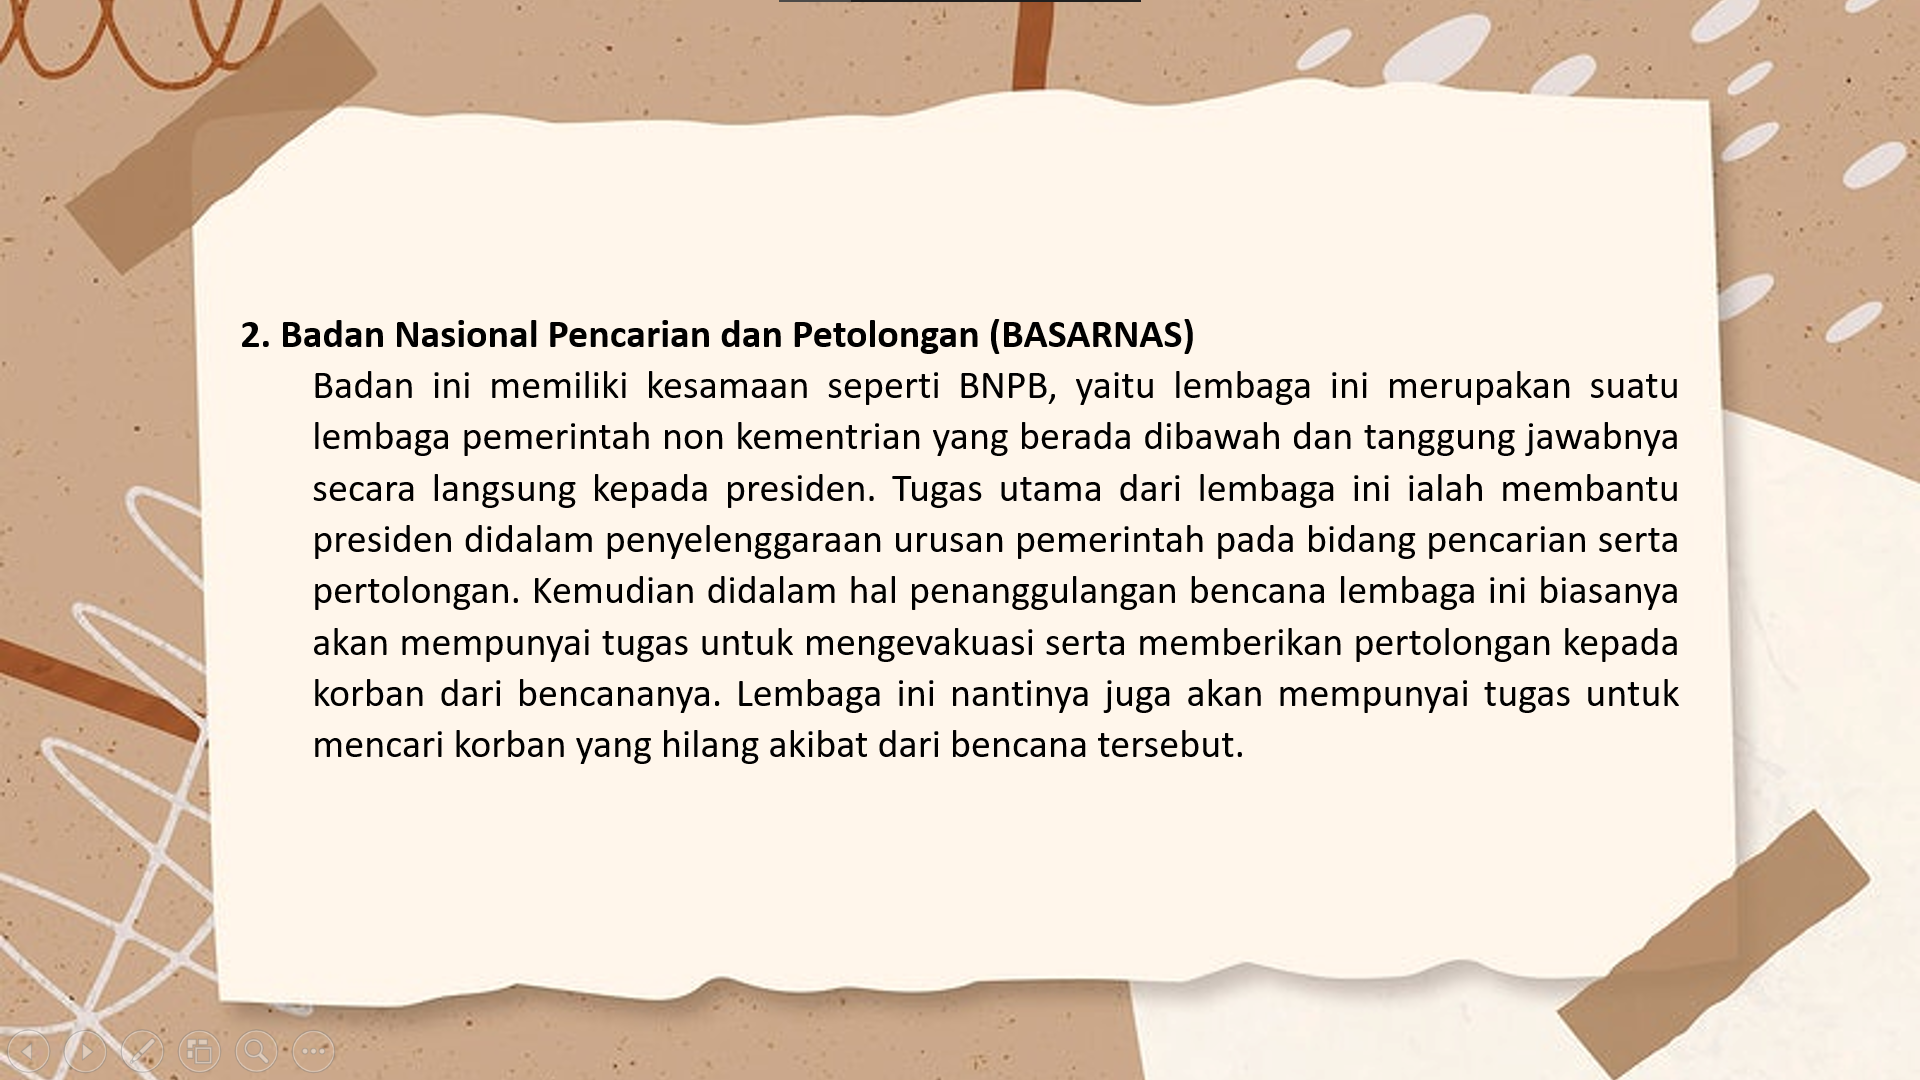 2. Badan Nasional Pencarian dan Petolongan (BASARNAS)
Badan ini memiliki kesamaan seperti BNPB, yaitu lembaga ini merupakan suatu
lembaga pemerintah non kementrian yang berada dibawah dan tanggung jawabnya
secara langsung kepada presiden. Tugas utama dari lembaga ini ialah membantu
presiden didalam penyelenggaraan urusan pemerintah pada bidang pencarian serta
pertolongan. Kemudian didalam hal penanggulangan bencana lembaga ini biasanya
akan mempunyai tugas untuk mengevakuasi serta memberikan pertolongan kepada
korban dari bencananya. Lembaga ini nantinya juga akan mempunyai tugas untuk
mencari korban yang hilang akibat dari bencana tersebut.